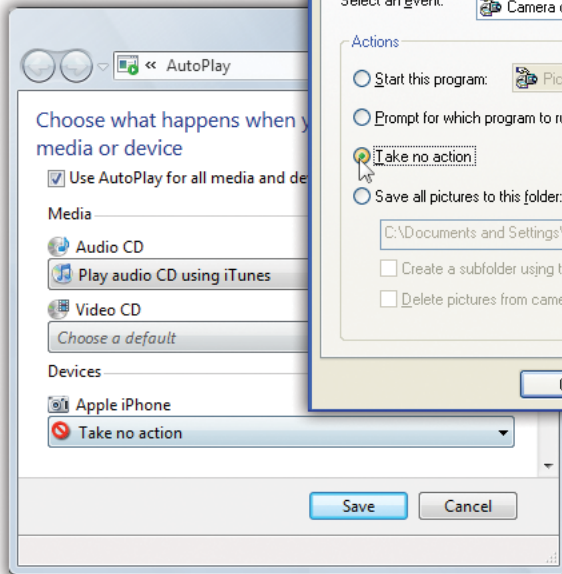 « AutoPlay
Choose what happens when
media or device
Use AutoPlay for all media and
Media
Audio CD
Play audio CD using iTunes
Video CD
Choose a default
Devices
Apple iPhone
Take no action
Save
Cancel
Select an event:
Camera
Actions
Start this program:
Prompt for which program to
Take no action
Save all pictures to this folder:
C:\Documents and Settings\
Create a subfolder using
Delete pictures from